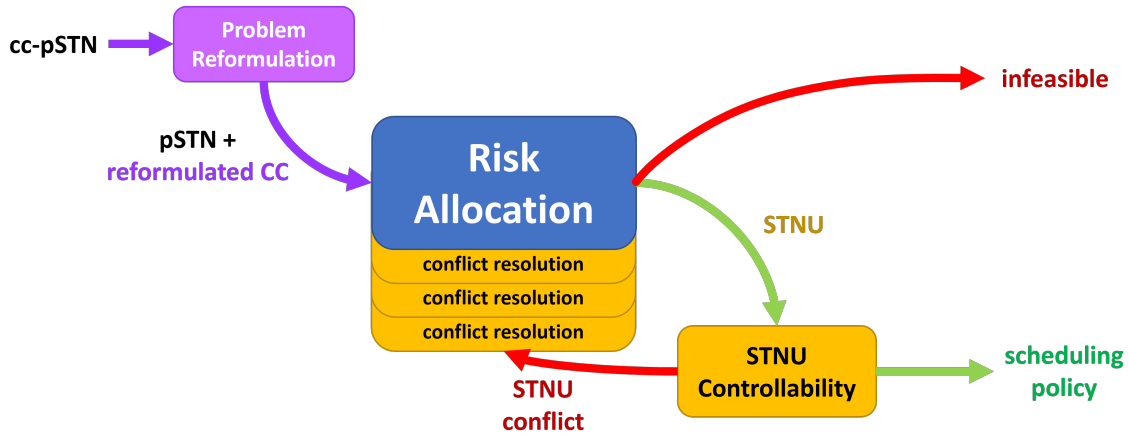 cc-pSTN
Problem
Reformulation
infeasible
pSTN +
reformulated CC
Risk
Allocation
STNU
conflict resolution
conflict resolution
conflict resolution
STNU
Controllability
scheduling
policy
STNU
conflict